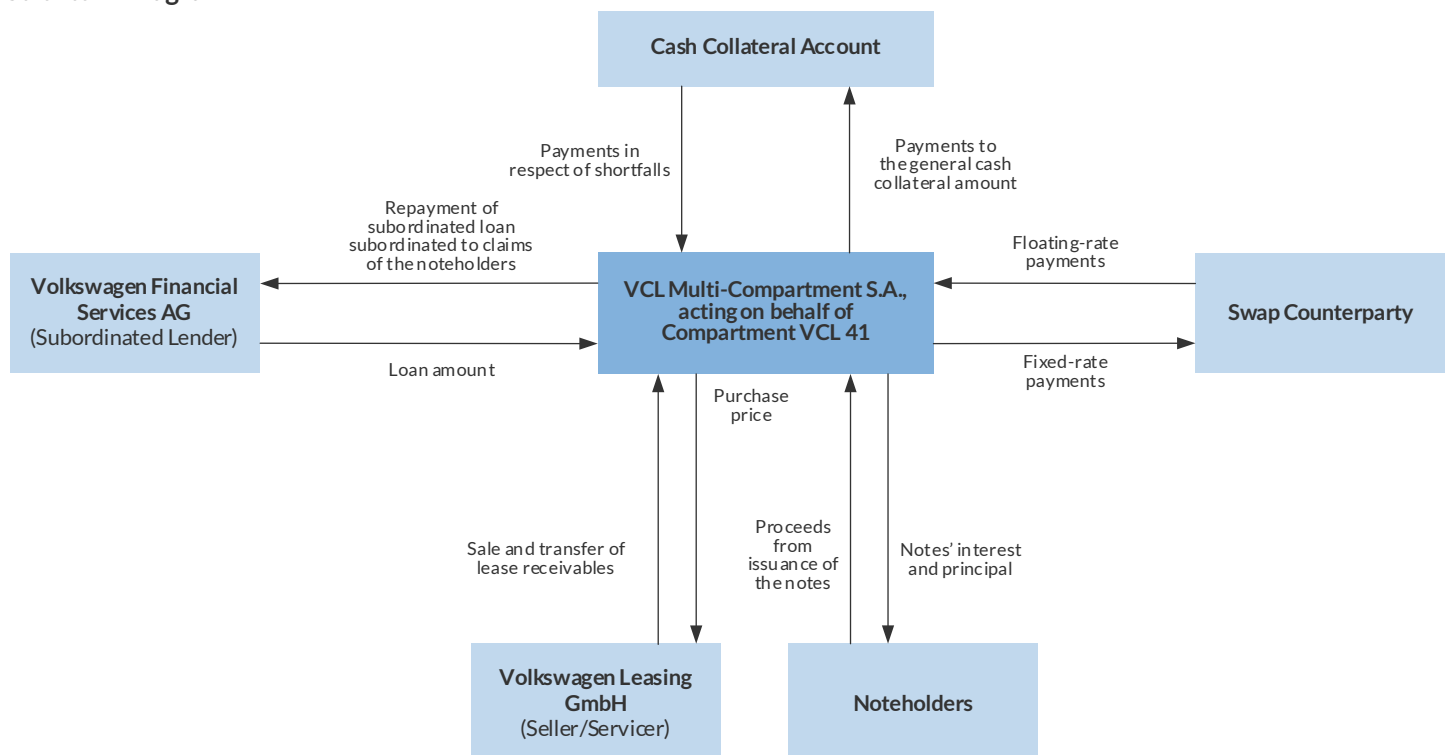 Cash Collateral Account
Payments in
respect of shortfalls
Payments to
the general cash
collateral amount
Repayment of
subordinated loan
subordinated to claims
of the noteholders
Floating-rate
payments
Volkswagen Financial
Services AG
(Subordinated Lender)
VCL Multi-Compartment S.A.,
acting on behalf of
Compartment VCL 41
Swap Counterparty
Loan amount
Fixed-rate
payments
Purchase
price
Sale and transfer of
lease receivables
Proceeds
from
issuance of
the notes
Notes’ interest
and principal
Volkswagen Leasing
GmbH
(Seller/Servicer)
Noteholders